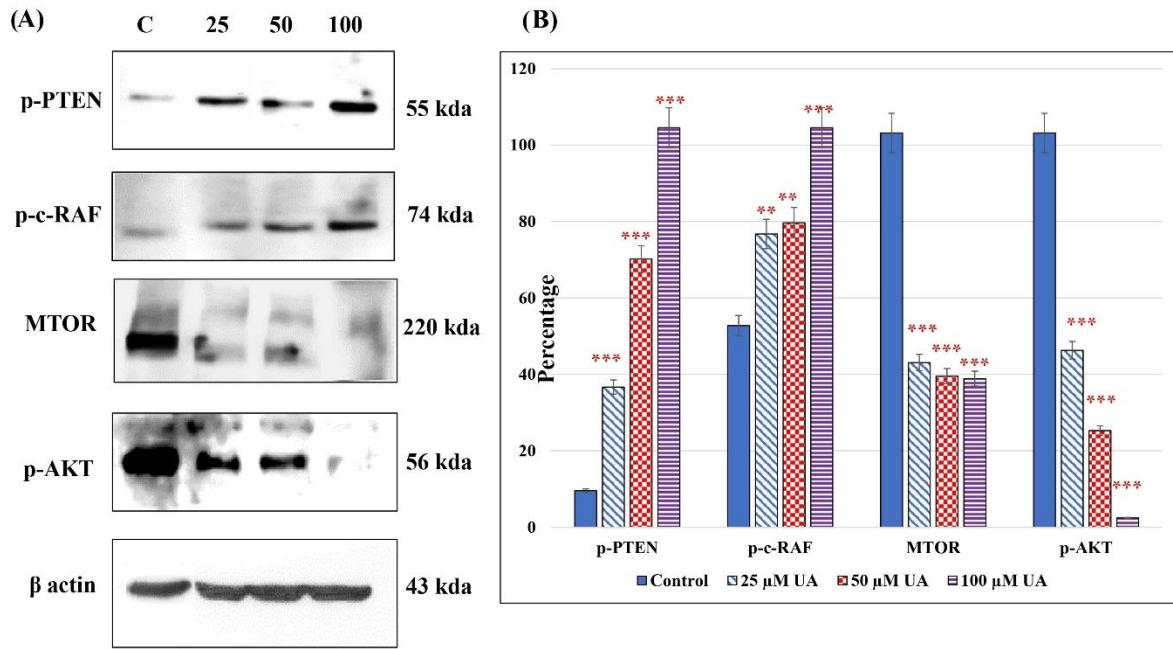 (A)
C 25 50 100
p-PTEN 55 kda
p-c-RAF 74 kda
MTOR 220 kda
p-AKT 56 kda
β actin 43 kda
(B)
120
100
80
60
40
20
0
Percentage
*** *** *** ***
** ** ***
*** *** ***
*** *** ***
p-PTEN p-c-RAF MTOR p-AKT
Control 25 µM UA 50 µM UA 100 µM UA